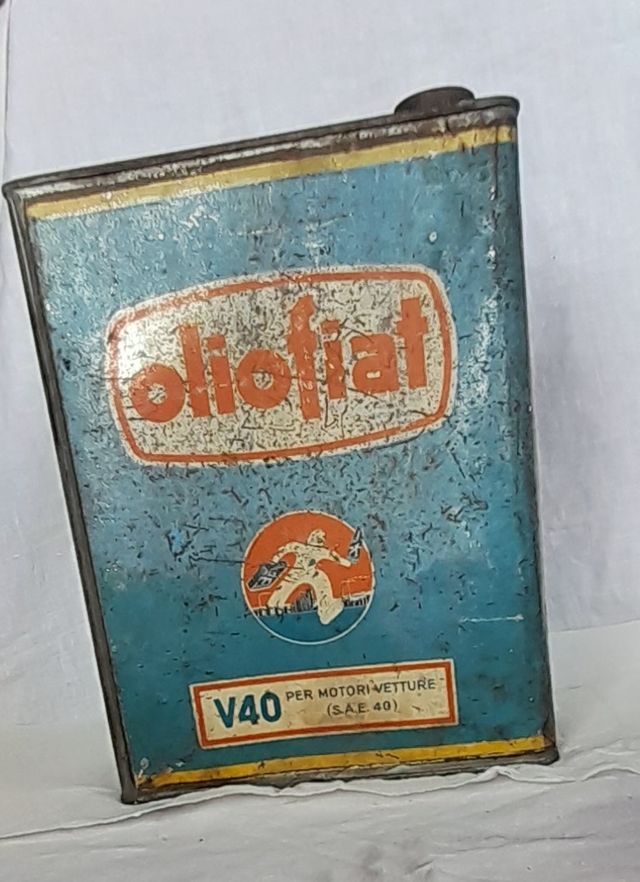 oliofiat
V40 PER MOTORI VETTURE
(S.A.E. 40)